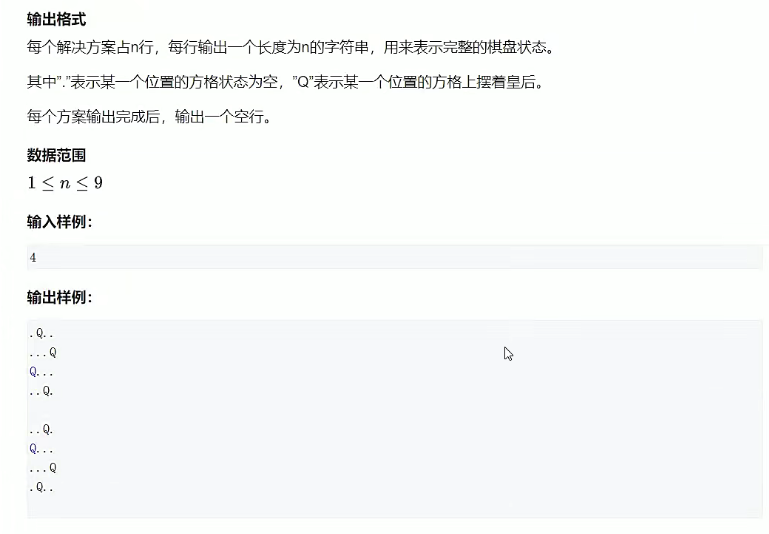 输出格式
每个解决方案占n行，每行输出一个长度为n的字符串，用来表示完整的棋盘状态。
其中”.”表示某一个位置的方格状态为空，”Q”表示某一个位置的方格上摆着皇后。
每个方案输出完成后，输出一个空行。
数据范围
1 ≤ n ≤ 9
输入样例：
4
输出样例：
.Q..
...Q
Q...
..Q.
..Q.
Q...
...Q
.Q..